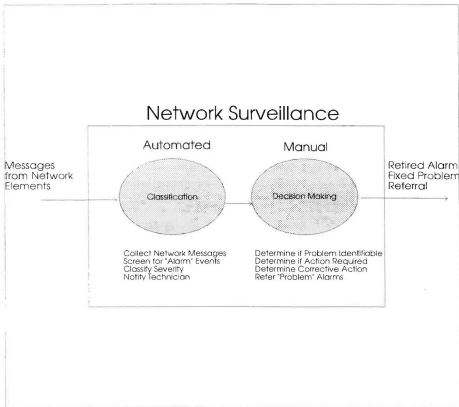 Network Surveillance
Automated
Manual
Messages
from Network
Elements
Classification
Decision Making
Retired Alarm
Fixed Problem
Referral
Collect Network Messages
Screen for "Alarm" Events
Classify Severity
Notify Technician
Determine if Problem Identifiable
Determine if Action Required
Determine Corrective Action
Refer "Problem" Alarms